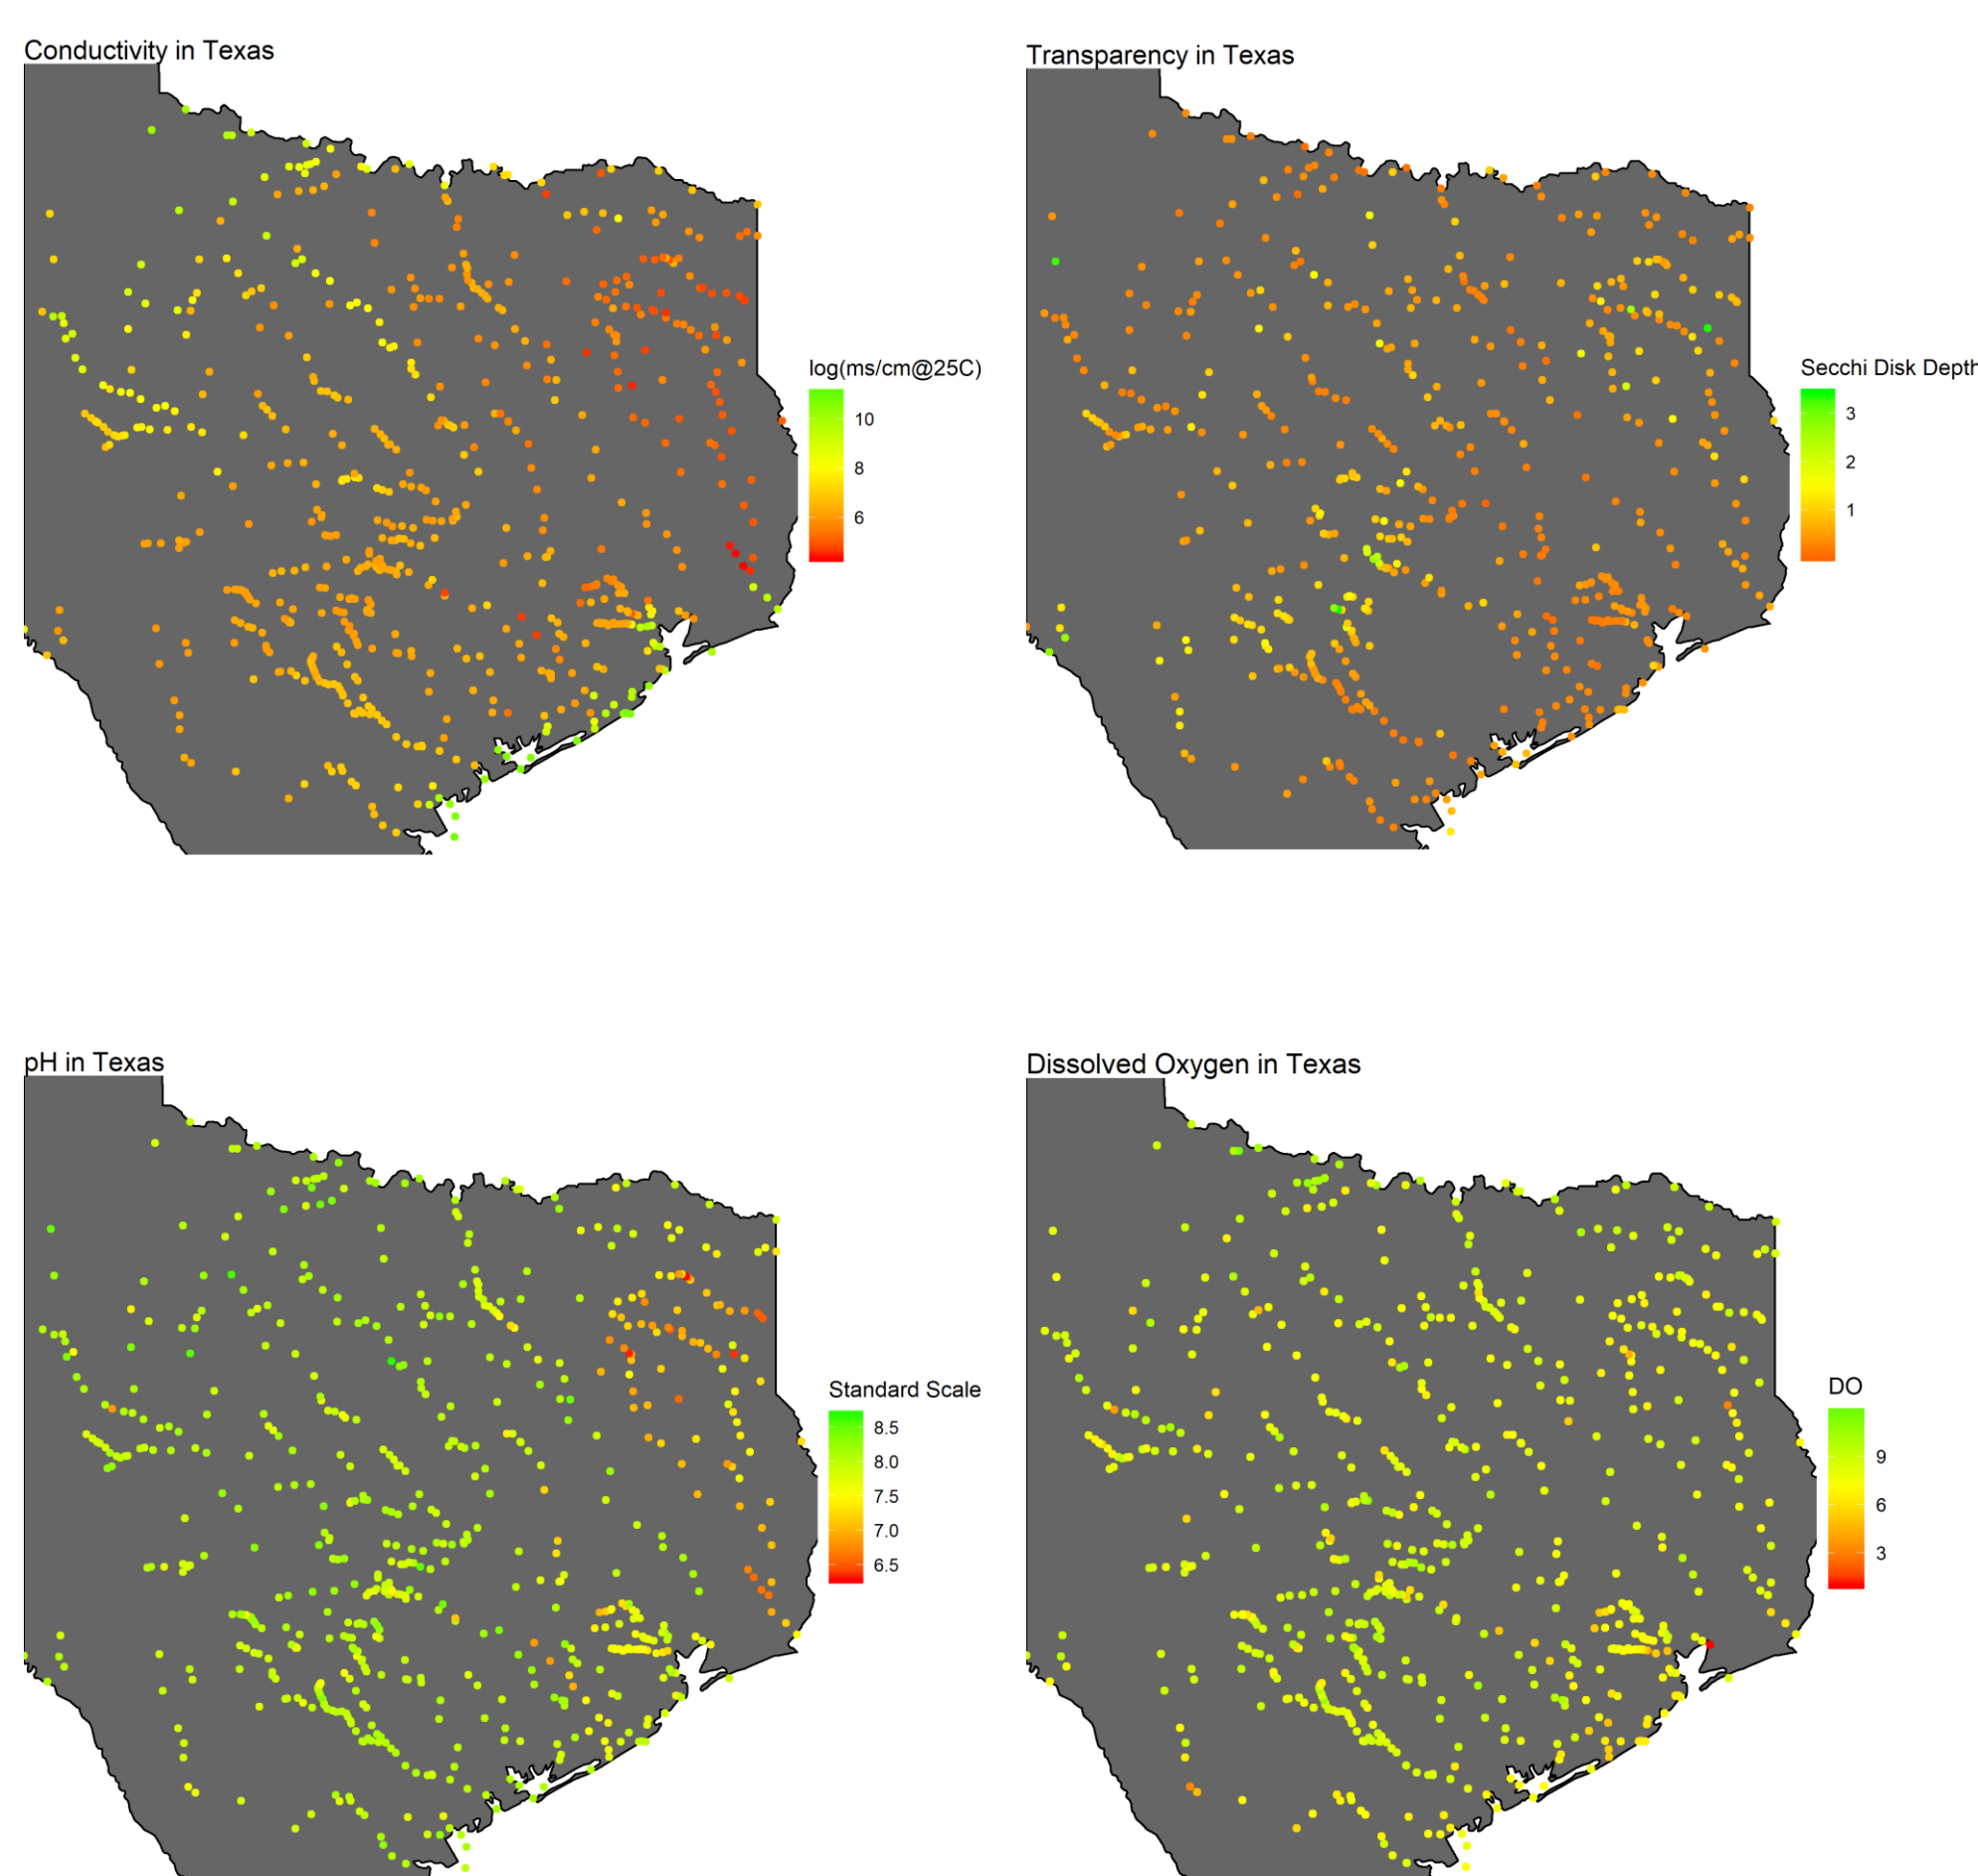 Conductivity in Texas
log(ms/cm@25C)
10
8
6
Transparency in Texas
Secchi Disk Depth
3
2
1
pH in Texas
Standard Scale
8.5
8.0
7.5
7.0
6.5
Dissolved Oxygen in Texas
DO
9
6
3